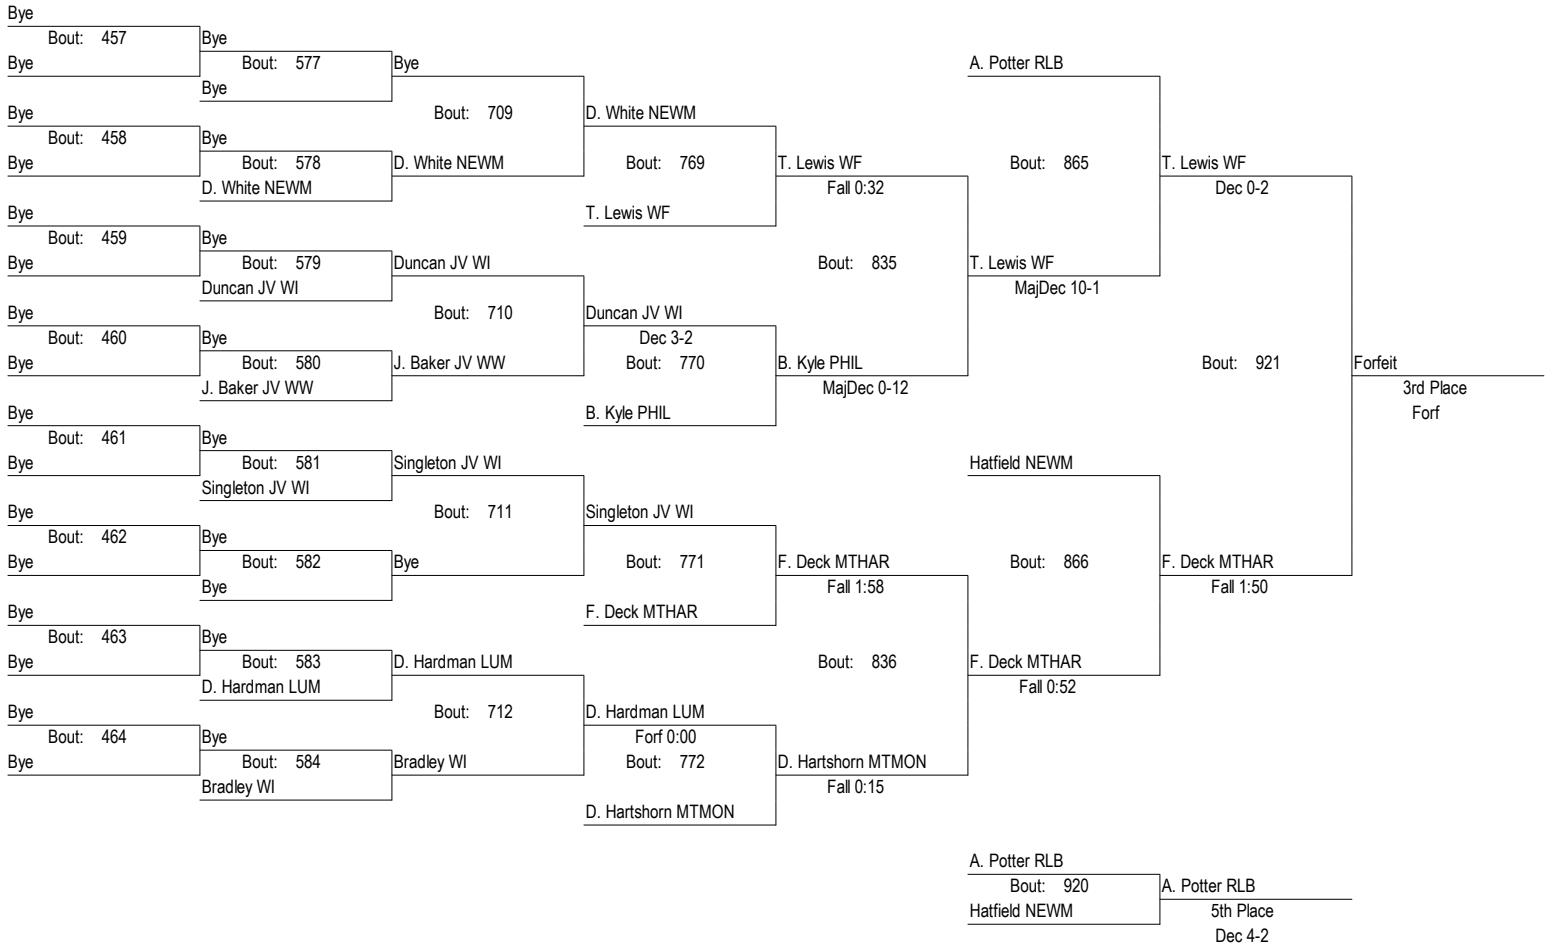 Bye
Bout: 457 Bye
Bye Bout: 577 Bye A. Potter RLB
Bye
Bye Bout: 709 D. White NEWM
Bout: 458 Bye
Bye Bout: 578 D. White NEWM Bout: 769 T. Lewis WF Bout: 865 T. Lewis WF
D. White NEWM Fall 0:32 Dec 0-2
Bye T. Lewis WF
Bout: 459 Bye
Bye Bout: 579 Duncan JV WI Bout: 835 T. Lewis WF
Duncan JV WI MajDec 10-1
Bye Bout: 710 Duncan JV WI
Bout: 460 Bye Dec 3-2
Bye Bout: 580 J. Baker JV WW Bout: 770 B. Kyle PHIL Bout: 921 Forfeit
J. Baker JV WW MajDec 0-12 3rd Place
Bye B. Kyle PHIL Forf
Bout: 461 Bye
Bye Bout: 581 Singleton JV WI Hatfield NEWM
Singleton JV WI
Bye Bout: 711 Singleton JV WI
Bout: 462 Bye
Bye Bout: 582 Bye Bout: 771 F. Deck MTHAR Bout: 866 F. Deck MTHAR
Bye Fall 1:58 Fall 1:50
Bye F. Deck MTHAR
Bout: 463 Bye
Bye Bout: 583 D. Hardman LUM Bout: 836 F. Deck MTHAR
D. Hardman LUM Fall 0:52
Bye Bout: 712 D. Hardman LUM
Bout: 464 Bye Forf 0:00
Bye Bout: 584 Bradley WI Bout: 772 D. Hartshorn MTMON
Bradley WI Fall 0:15
D. Hartshorn MTMON
A. Potter RLB
Bout: 920 A. Potter RLB
Hatfield NEWM 5th Place
Dec 4-2